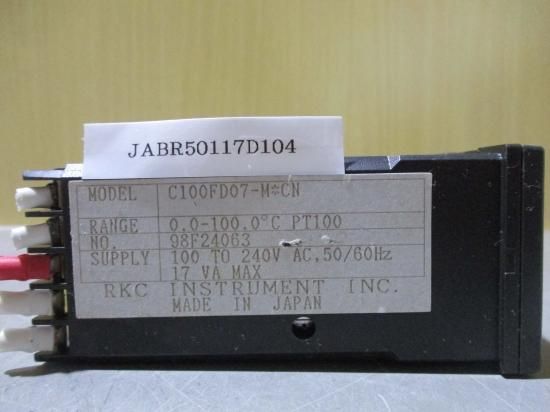 JABR50117D104
MODEL C100FD07-M*CN
RANGE 0.0-100.0°C PT100
NO. 98F24063
SUPPLY 100 TO 240V AC,50/60Hz
17 VA MAX
RKC INSTRUMENT INC.
MADE IN JAPAN